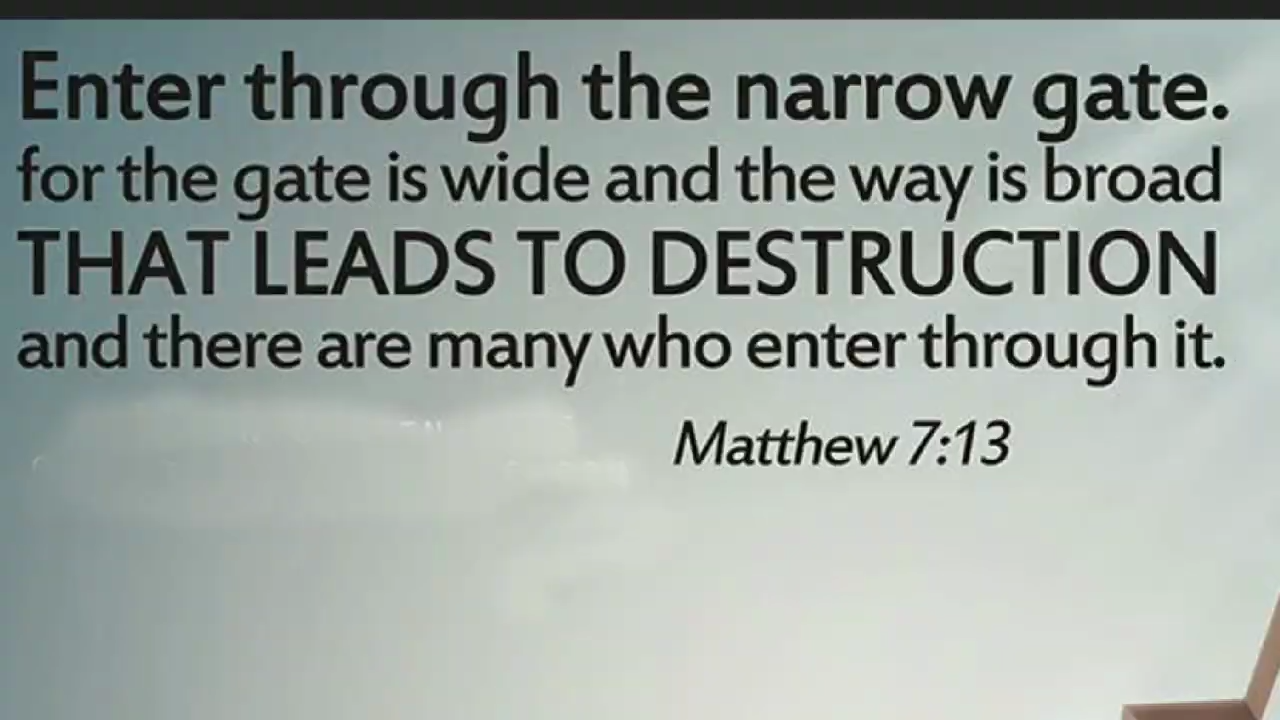 Enter through the narrow gate.
for the gate is wide and the way is broad
THAT LEADS TO DESTRUCTION
and there are many who enter through it.
Matthew 7:13